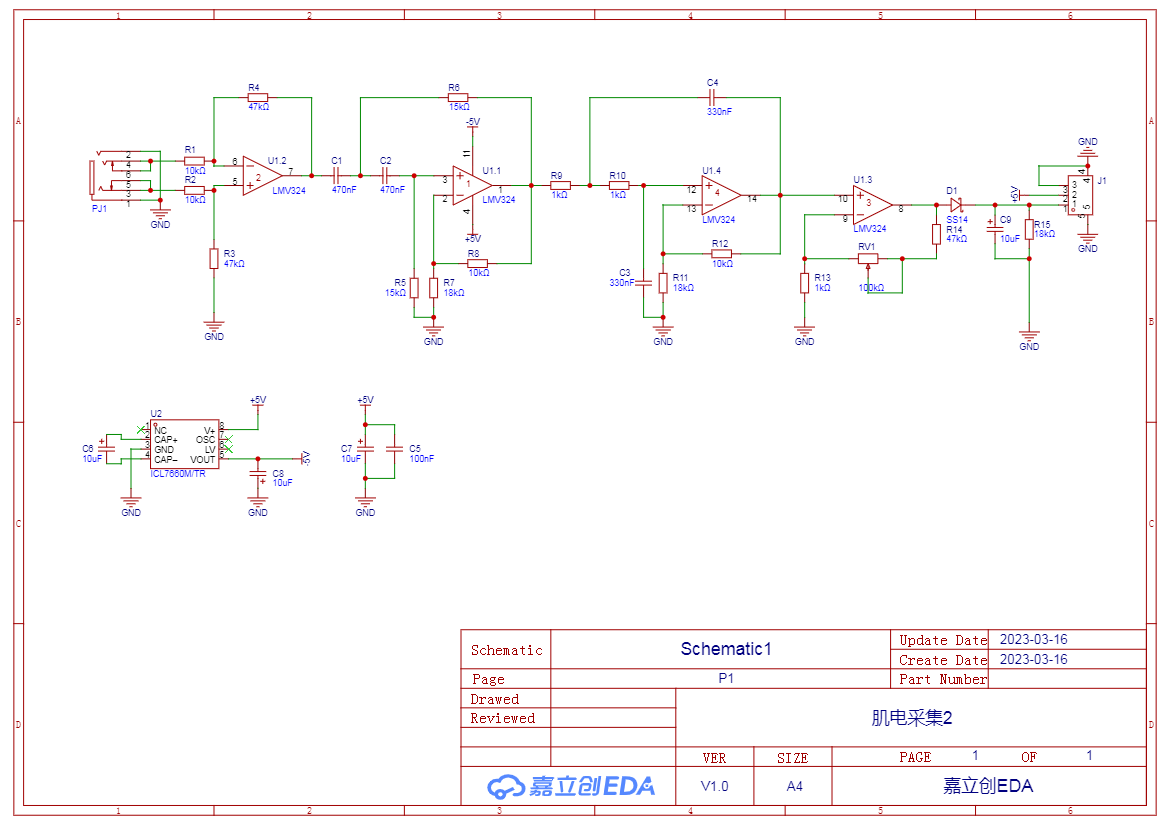 1 2 3 4 5 6
A A
B B
C C
D D
R4
47kΩ
R6
15kΩ
C4
330nF
-5V
11
GND
R1
10kΩ
R2
10kΩ
2
4
6
5
3
1
PJ1
GND
6
5
2
7
U1.2
LMV324
C1
470nF
C2
470nF
3
2
1
1
4
U1.1
LMV324
+5V
R8
10kΩ
R9
1kΩ
R10
1kΩ
12
13
4
14
U1.4
LMV324
R12
10kΩ
10
9
3
8
U1.3
LMV324
D1
SS14
R14
47kΩ
+5V
C9
10uF
R15
18kΩ
J1
3
2
1
4
5
3
2
1
4
5
GND
R3
47kΩ
GND
R5
15kΩ
R7
18kΩ
GND
C3
330nF
R11
18kΩ
GND
RV1
100kΩ
R13
1kΩ
GND
GND
U2
1
2
3
4
NC
CAP+
GND
CAP−
V+
OSC
LV
VOUT
8
7
6
5
ICL7660M/TR
C6
10uF
GND
+5V
-5V
C8
10uF
GND
+5V
C7
10uF
C5
100nF
GND
Schematic Schematic1 Update Date 2023-03-16
Create Date 2023-03-16
Page P1 Part Number
Drawed
Reviewed
肌电采集2
VER SIZE PAGE 1 OF 1
嘉立创EDA V1.0 A4 嘉立创EDA
1 2 3 4 5 6